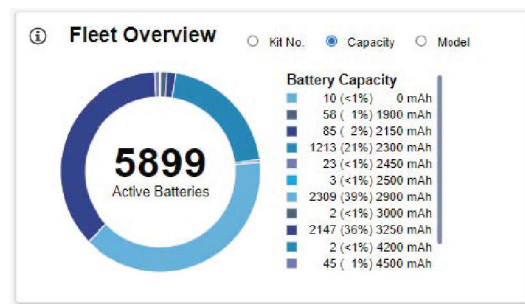 Fleet Overview
Kit No.
Capacity
Model
5899
Active Batteries
Battery Capacity
10 (<1%) 0 mAh
58 ( 1%) 1900 mAh
85 ( 2%) 2150 mAh
1213 (21%) 2300 mAh
23 (<1%) 2450 mAh
3 (<1%) 2500 mAh
2309 (39%) 2900 mAh
2 (<1%) 3000 mAh
2147 (36%) 3250 mAh
2 (<1%) 4200 mAh
45 ( 1%) 4500 mAh